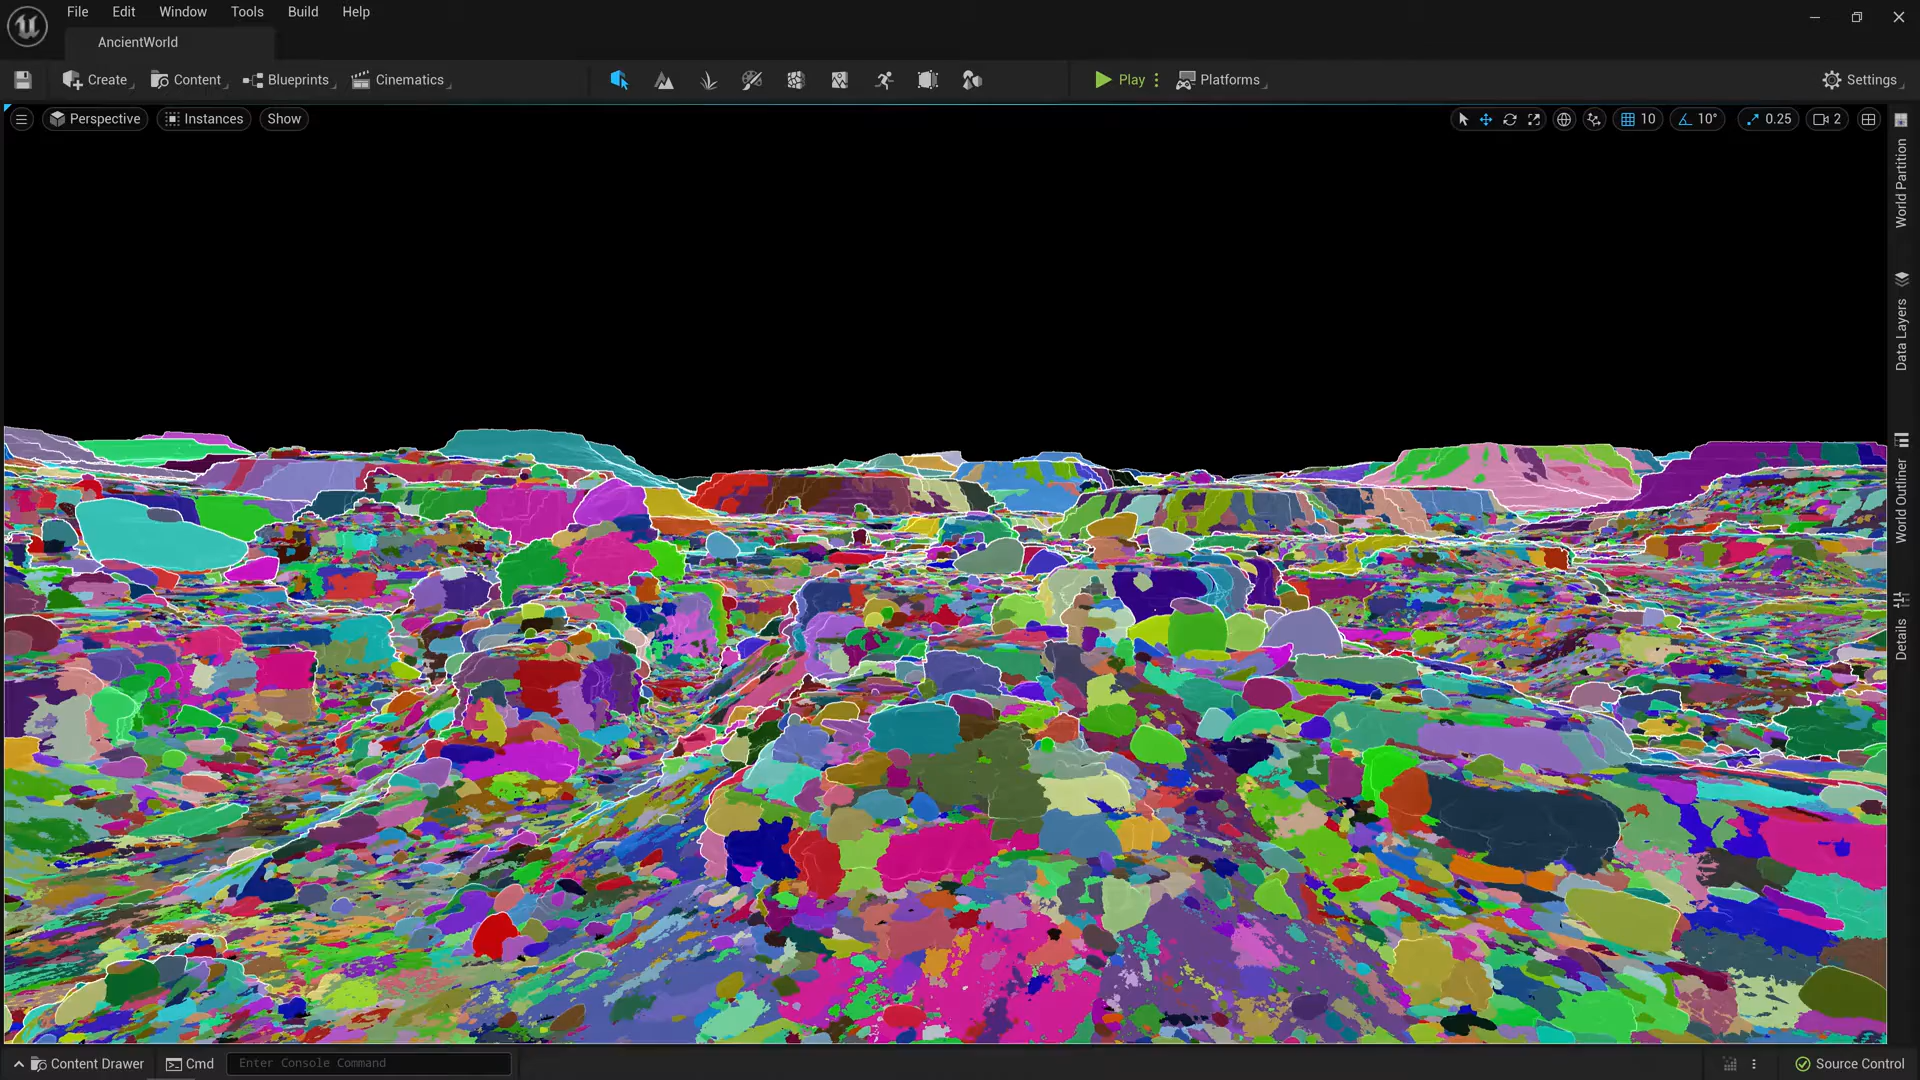 File Edit Window Tools Build Help
AncientWorld
Create Content Blueprints Cinematics Play Platforms Settings
Perspective Instances Show 10 10° 0.25 2
World Partition
Data Layers
World Outliner
Details
Content Drawer Cmd Enter Console Command Source Control